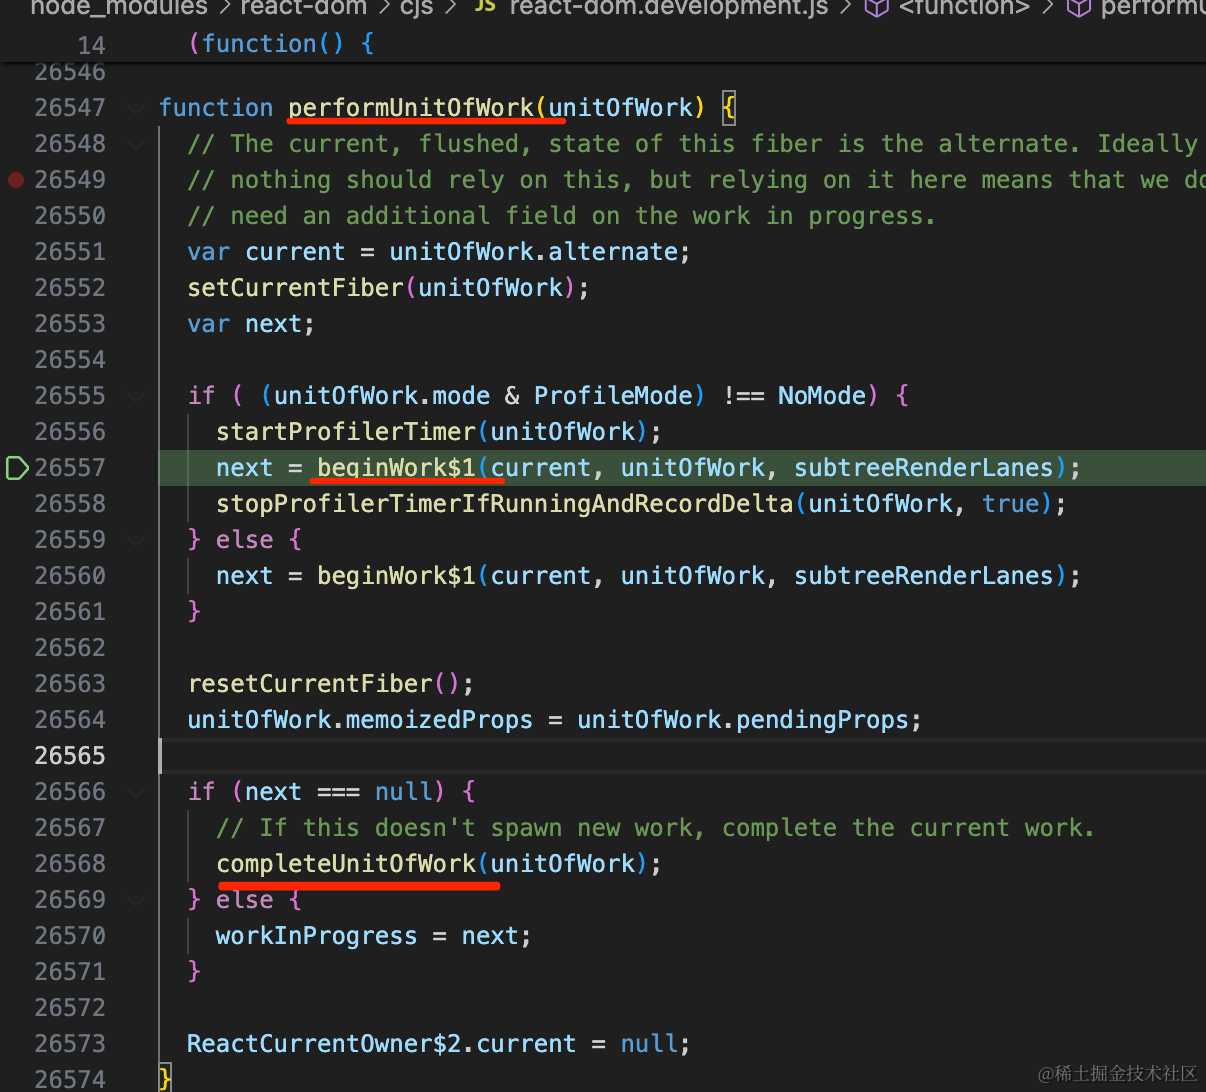 node_modules > react-dom > cjs > JS react-dom.development.js > <function> > performU
14 (function() {
26546
26547 function performUnitOfWork(unitOfWork) {
26548 // The current, flushed, state of this fiber is the alternate. Ideally
26549 // nothing should rely on this, but relying on it here means that we do
26550 // need an additional field on the work in progress.
26551 var current = unitOfWork.alternate;
26552 setCurrentFiber(unitOfWork);
26553 var next;
26554
26555 if ( (unitOfWork.mode & ProfileMode) !== NoMode) {
26556 startProfilerTimer(unitOfWork);
26557 next = beginWork$1(current, unitOfWork, subtreeRenderLanes);
26558 stopProfilerTimerIfRunningAndRecordDelta(unitOfWork, true);
26559 } else {
26560 next = beginWork$1(current, unitOfWork, subtreeRenderLanes);
26561 }
26562
26563 resetCurrentFiber();
26564 unitOfWork.memoizedProps = unitOfWork.pendingProps;
26565
26566 if (next === null) {
26567 // If this doesn't spawn new work, complete the current work.
26568 completeUnitOfWork(unitOfWork);
26569 } else {
26570 workInProgress = next;
26571 }
26572
26573 ReactCurrentOwner$2.current = null;
26574 }
@稀土掘金技术社区